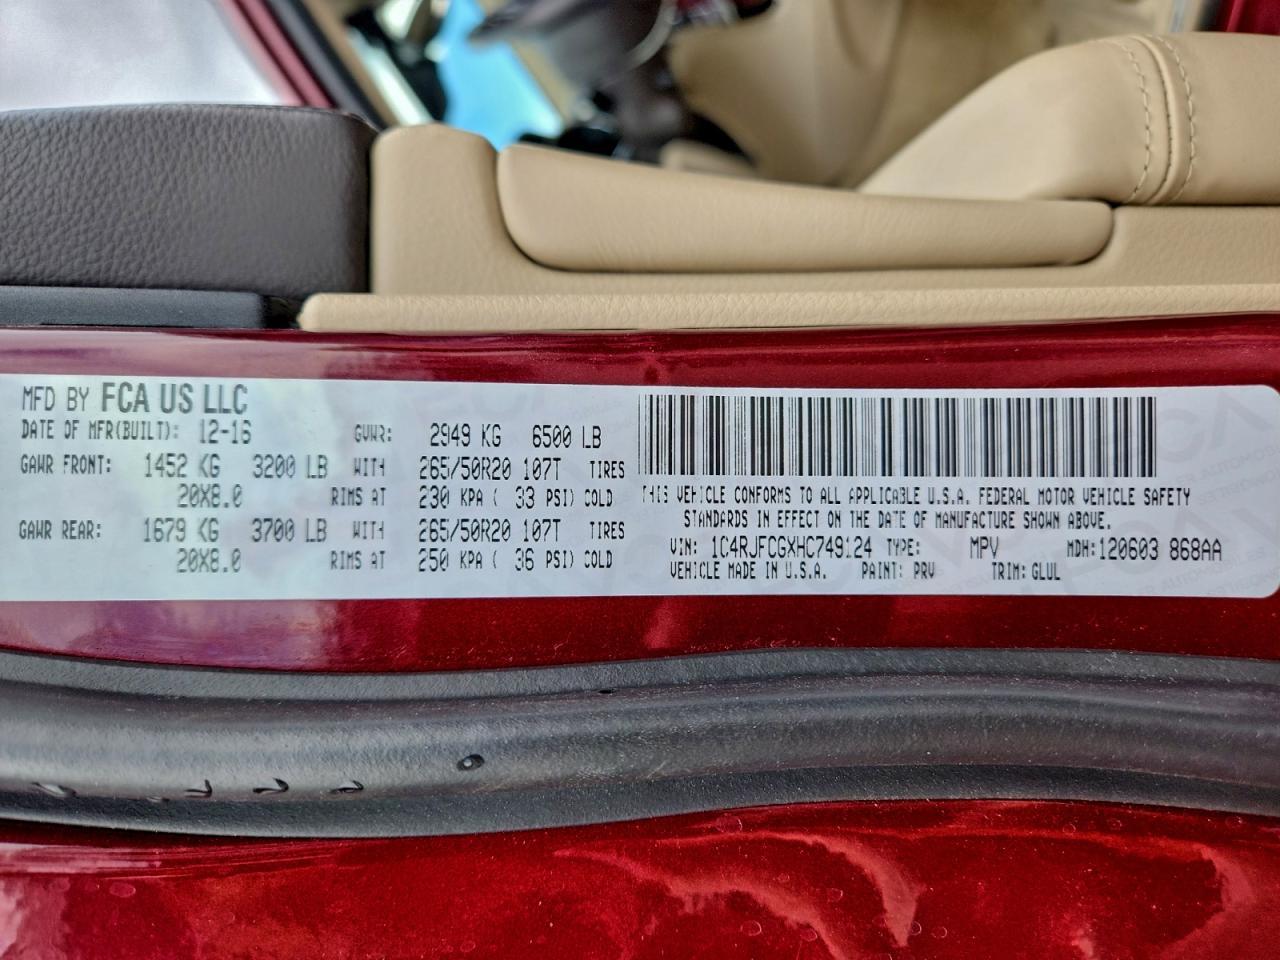 MFD BY FCA US LLC
DATE OF MFR(BUILT): 12-16 GVWR: 2949 KG 6500 LB
GAWR FRONT: 1452 KG 3200 LB WITH 265/50R20 107T TIRES
20X8.0 RIMS AT 230 KPA ( 33 PSI) COLD
GAWR REAR: 1679 KG 3700 LB WITH 265/50R20 107T TIRES
20X8.0 RIMS AT 250 KPA ( 36 PSI) COLD
THIS VEHICLE CONFORMS TO ALL APPLICABLE U.S.A. FEDERAL MOTOR VEHICLE SAFETY
STANDARDS IN EFFECT ON THE DATE OF MANUFACTURE SHOWN ABOVE.
VIN: 1C4RJFCGXHC749124 TYPE: MPV MDH:120603 868AA
VEHICLE MADE IN U.S.A. PAINT: PRV TRIM: GLUL